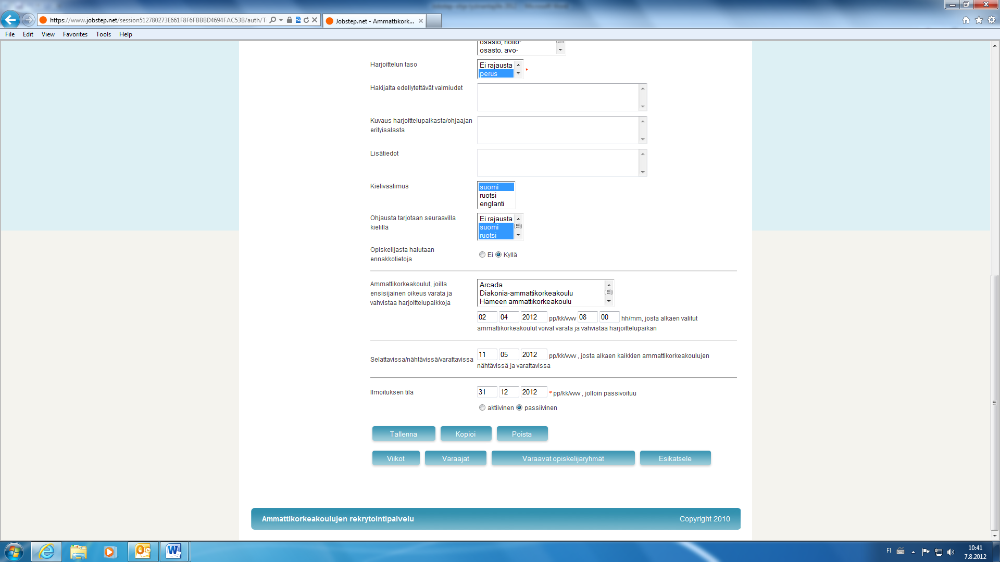 https://www.jobstep.net/session512780273E661F8F6FBBBD4694FAC53B/auth/T
Jobstep.net - Ammattikork...
File Edit View Favorites Tools Help
osasto, hoito-
osasto, avo-
Harjoittelun taso
Ei rajausta
perus
*
Hakijalta edellytettävät valmiudet
Kuvaus harjoittelupaikasta/ohjaajan
erityisalasta
Lisätiedot
Kielivaatimus
suomi
ruotsi
englanti
Ohjausta tarjotaan seuraavilla
kielillä
Ei rajausta
suomi
ruotsi
Opiskelijasta halutaan
ennakkotietoja
Ei Kyllä
Ammattikorkeakoulut, joilla
ensisijainen oikeus varata ja
vahvistaa harjoittelupaikkoja
Arcada
Diakonia-ammattikorkeakoulu
Hämeen ammattikorkeakoulu
02 04 2012 pp/kk/vvvv 08 00 hh/mm, josta alkaen valitut
ammattikorkeakoulut voivat varata ja vahvistaa harjoittelupaikan
Selattavissa/nähtävissä/varattavissa
11 05 2012 pp/kk/vvvv , josta alkaen kaikkien ammattikorkeakoulujen
nähtävissä ja varattavissa
Ilmoituksen tila
31 12 2012 * pp/kk/vvvv , jolloin passivoituu
aktiivinen passiivinen
Tallenna Kopioi Poista
Viikot Varaajat Varaavat opiskelijaryhmät Esikatsele
Ammattikorkeakoulujen rekrytointipalvelu Copyright 2010
FI
10:41
7.8.2012